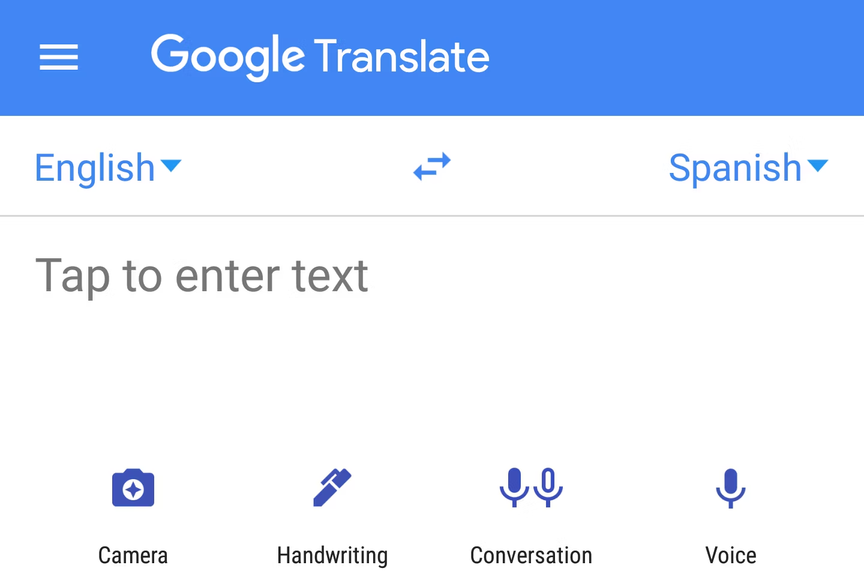 Google Translate
English Spanish
Tap to enter text
Camera Handwriting Conversation Voice